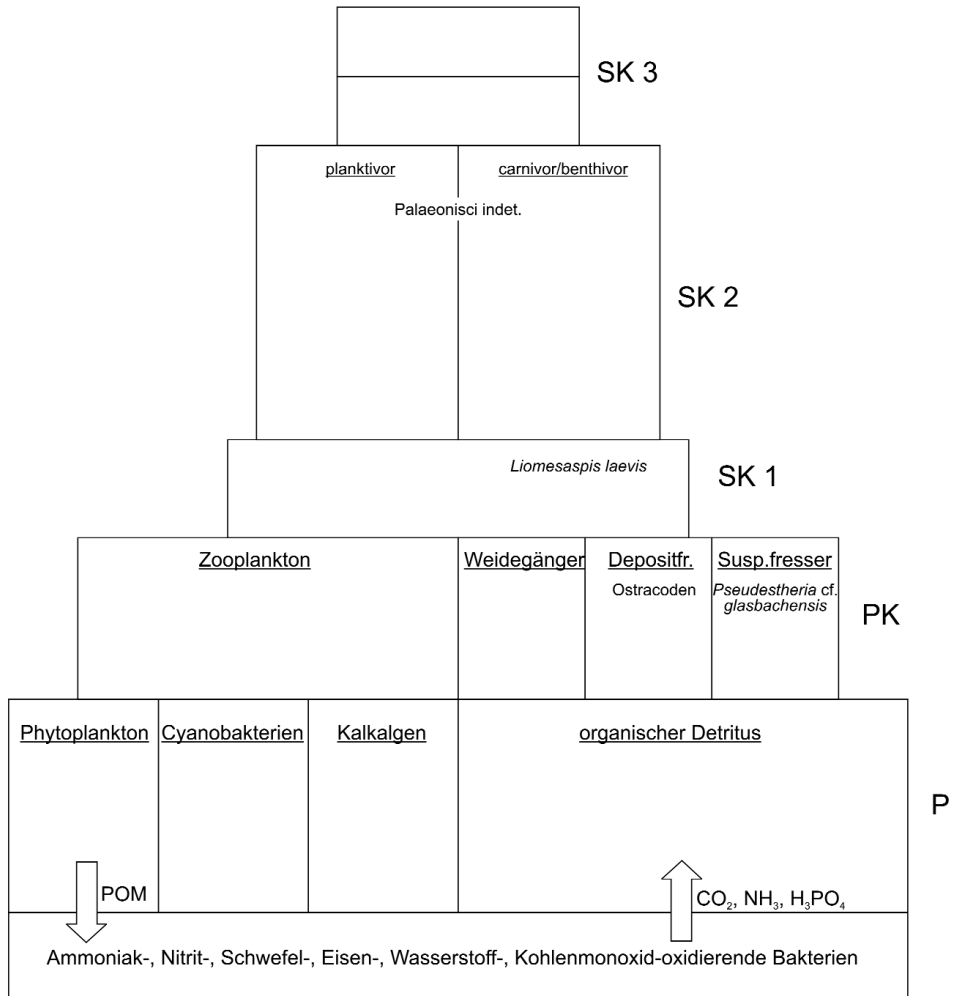 SK 3
planktivor
carnivor/benthivor
Palaeonisci indet.
SK 2
Liomesaspis laevis
SK 1
Zooplankton
Weidegänger
Depositfr.
Susp.fresser
Ostracoden
Pseudestheria cf.
glasbachensis
PK
Phytoplankton
Cyanobakterien
Kalkalgen
organischer Detritus
P
POM
CO₂, NH₃, H₃PO₄
Ammoniak-, Nitrit-, Schwefel-, Eisen-, Wasserstoff-, Kohlenmonoxid-oxidierende Bakterien